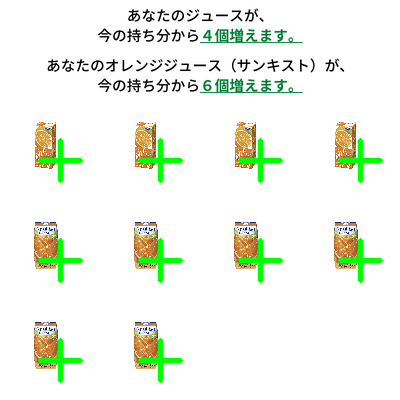 あなたのジュースが、
今の持ち分から４個増えます。
あなたのオレンジジュース（サンキスト）が、
今の持ち分から６個増えます。